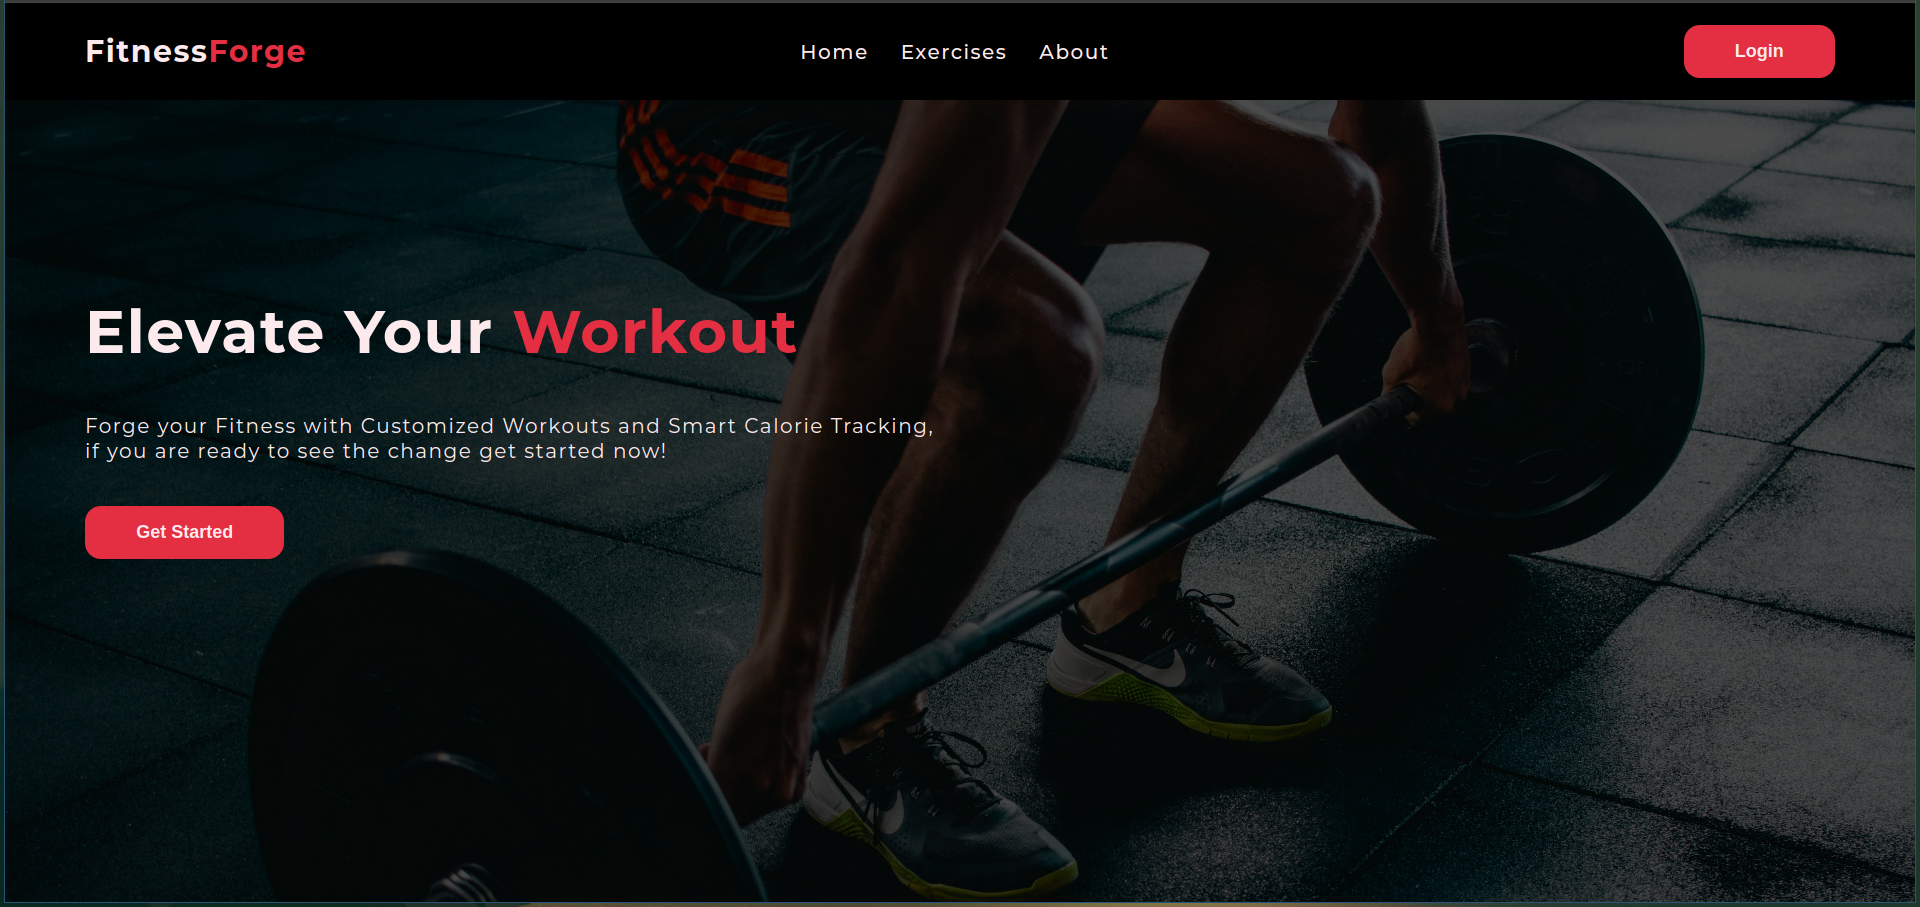 FitnessForge
Home Exercises About
Login
Elevate Your Workout
Forge your Fitness with Customized Workouts and Smart Calorie Tracking,
if you are ready to see the change get started now!
Get Started